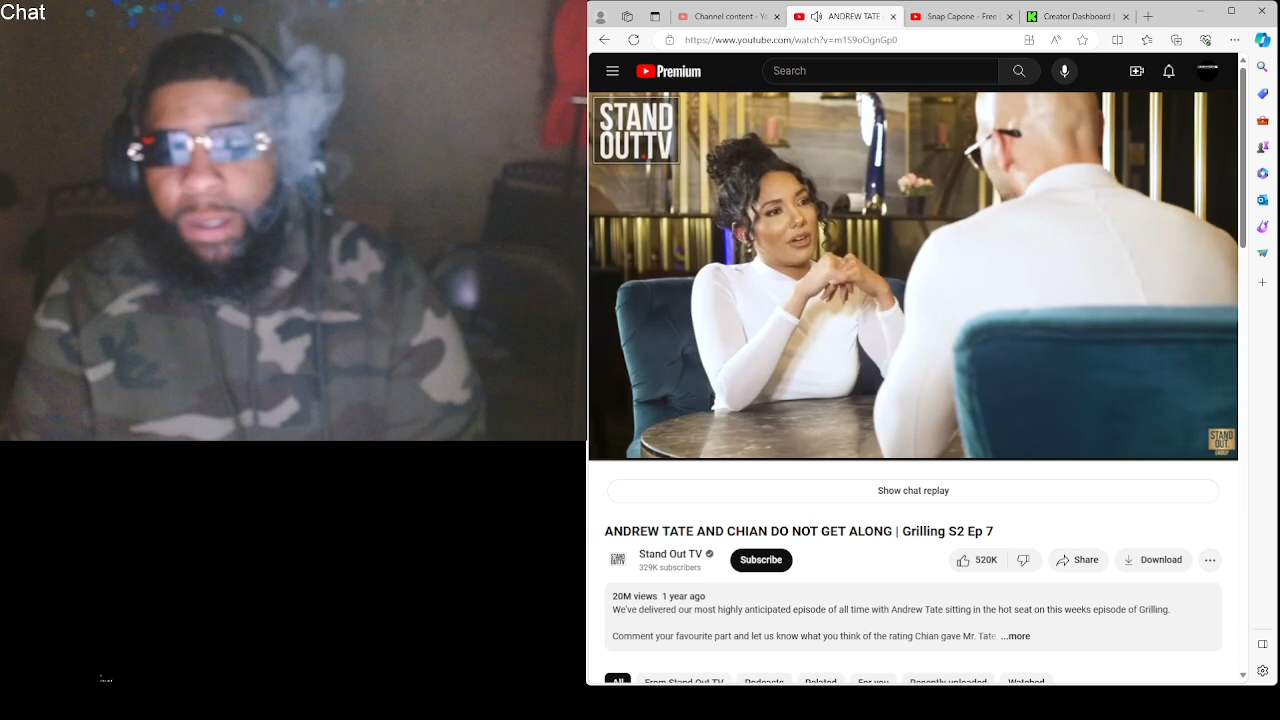 Chat
Channel content - Yo
ANDREW TATE
Snap Capone - Free
Creator Dashboard
https://www.youtube.com/watch?v=m1S9oOgnGp0
Premium
Search
STAND
OUTTV
STAND
OUT.
GROUP
Show chat replay
ANDREW TATE AND CHIAN DO NOT GET ALONG | Grilling S2 Ep 7
Stand Out TV
329K subscribers
Subscribe
520K
Share
Download
20M views 1 year ago
We've delivered our most highly anticipated episode of all time with Andrew Tate sitting in the hot seat on this weeks episode of Grilling.
Comment your favourite part and let us know what you think of the rating Chian gave Mr. Tate ...more
All
From Stand Out TV
Podcasts
Related
For you
Recently uploaded
Watched